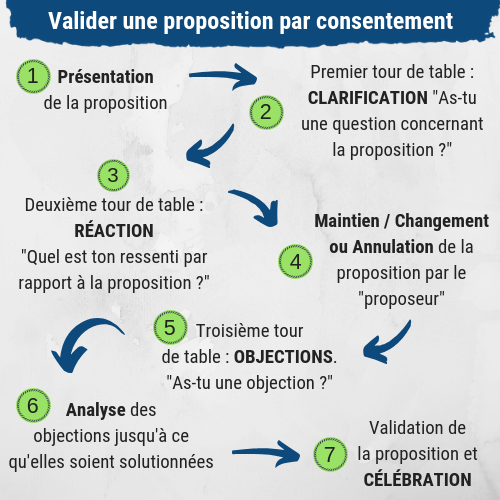 Valider une proposition par consentement
1 Présentation
de la proposition
2
Premier tour de table :
CLARIFICATION "As-tu
une question concernant
la proposition ?"
3
Deuxième tour de table :
RÉACTION
"Quel est ton ressenti par
rapport à la proposition ?"
4
Maintien / Changement
ou Annulation de la
proposition par le
"proposeur"
5 Troisième tour
de table : OBJECTIONS.
"As-tu une objection ?"
6 Analyse des
objections jusqu'à ce
qu'elles soient solutionnées
7
Validation de
la proposition et
CÉLÉBRATION